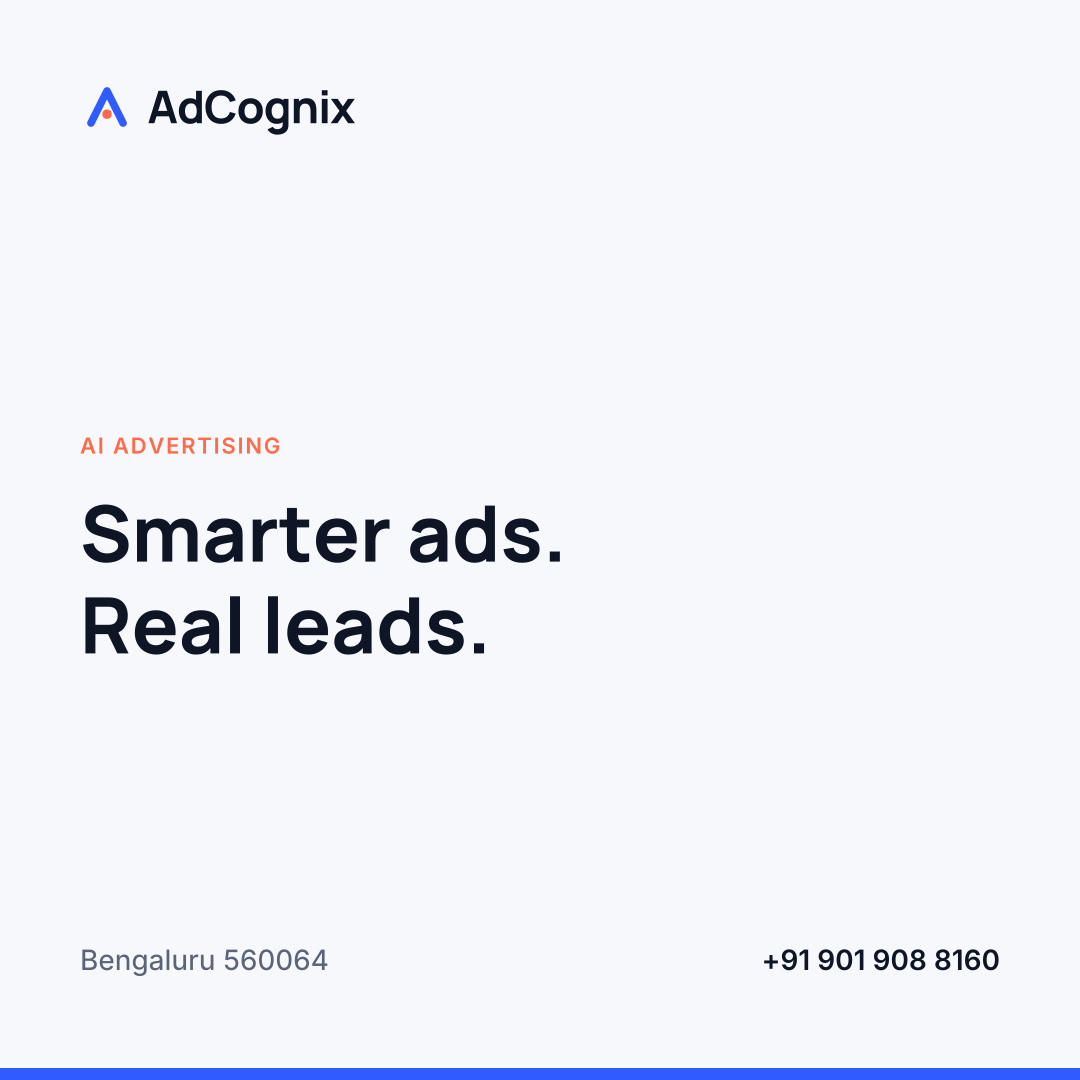 AdCognix
AI ADVERTISING
Smarter ads.
Real leads.
Bengaluru 560064
+91 901 908 8160